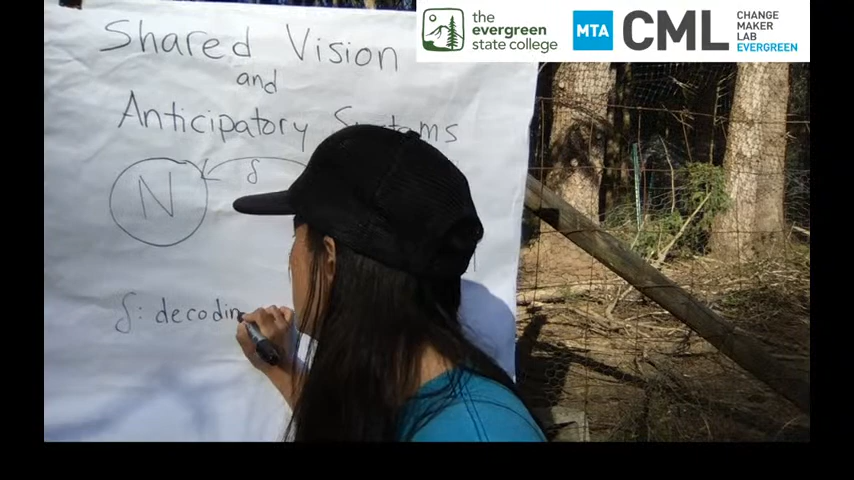 the
evergreen
state college
MTA
CML
CHANGE
MAKER
LAB
EVERGREEN
Shared Vision
and
Anticipatory
N
δ
δ: decodin